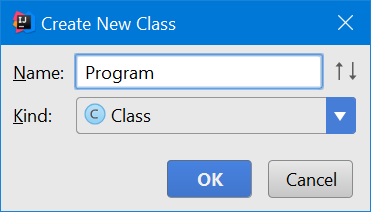 Create New Class
Name: Program
Kind: C Class
OK Cancel